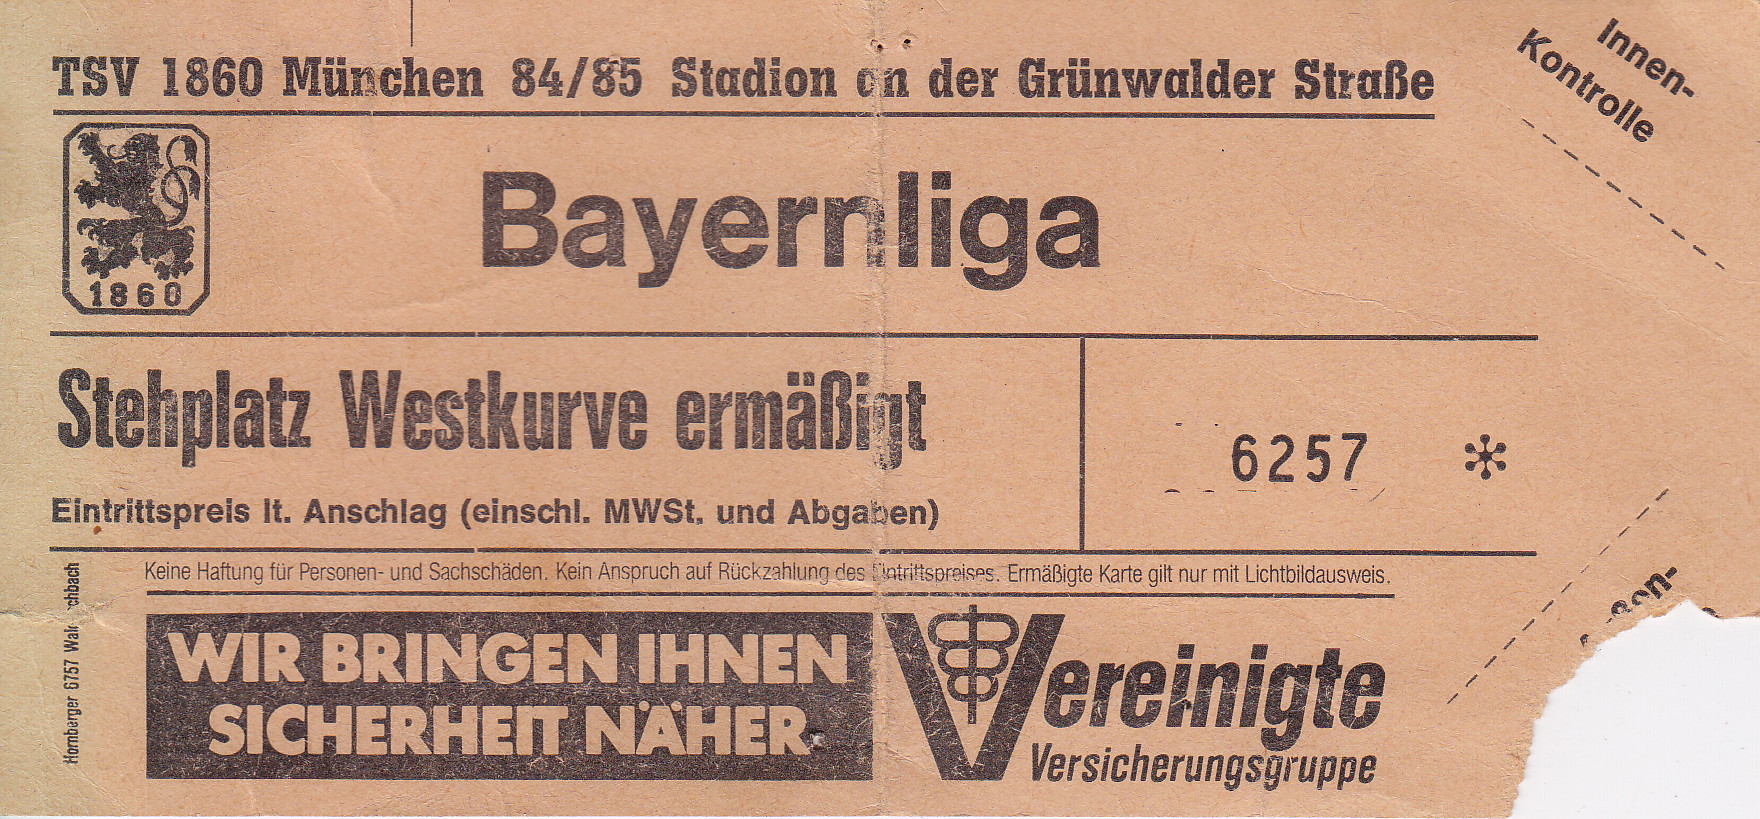 TSV 1860 München 84/85 Stadion an der Grünwalder Straße
Innen-
Kontrolle
1860
Bayernliga
Stehplatz Westkurve ermäßigt
6257 *
Eintrittspreis lt. Anschlag (einschl. MWSt. und Abgaben)
Keine Haftung für Personen- und Sachschäden. Kein Anspruch auf Rückzahlung des Eintrittspreises. Ermäßigte Karte gilt nur mit Lichtbildausweis.
Homberger 6757
WIR BRINGEN IHNEN
SICHERHEIT NÄHER.
Vereinigte
Versicherungsgruppe